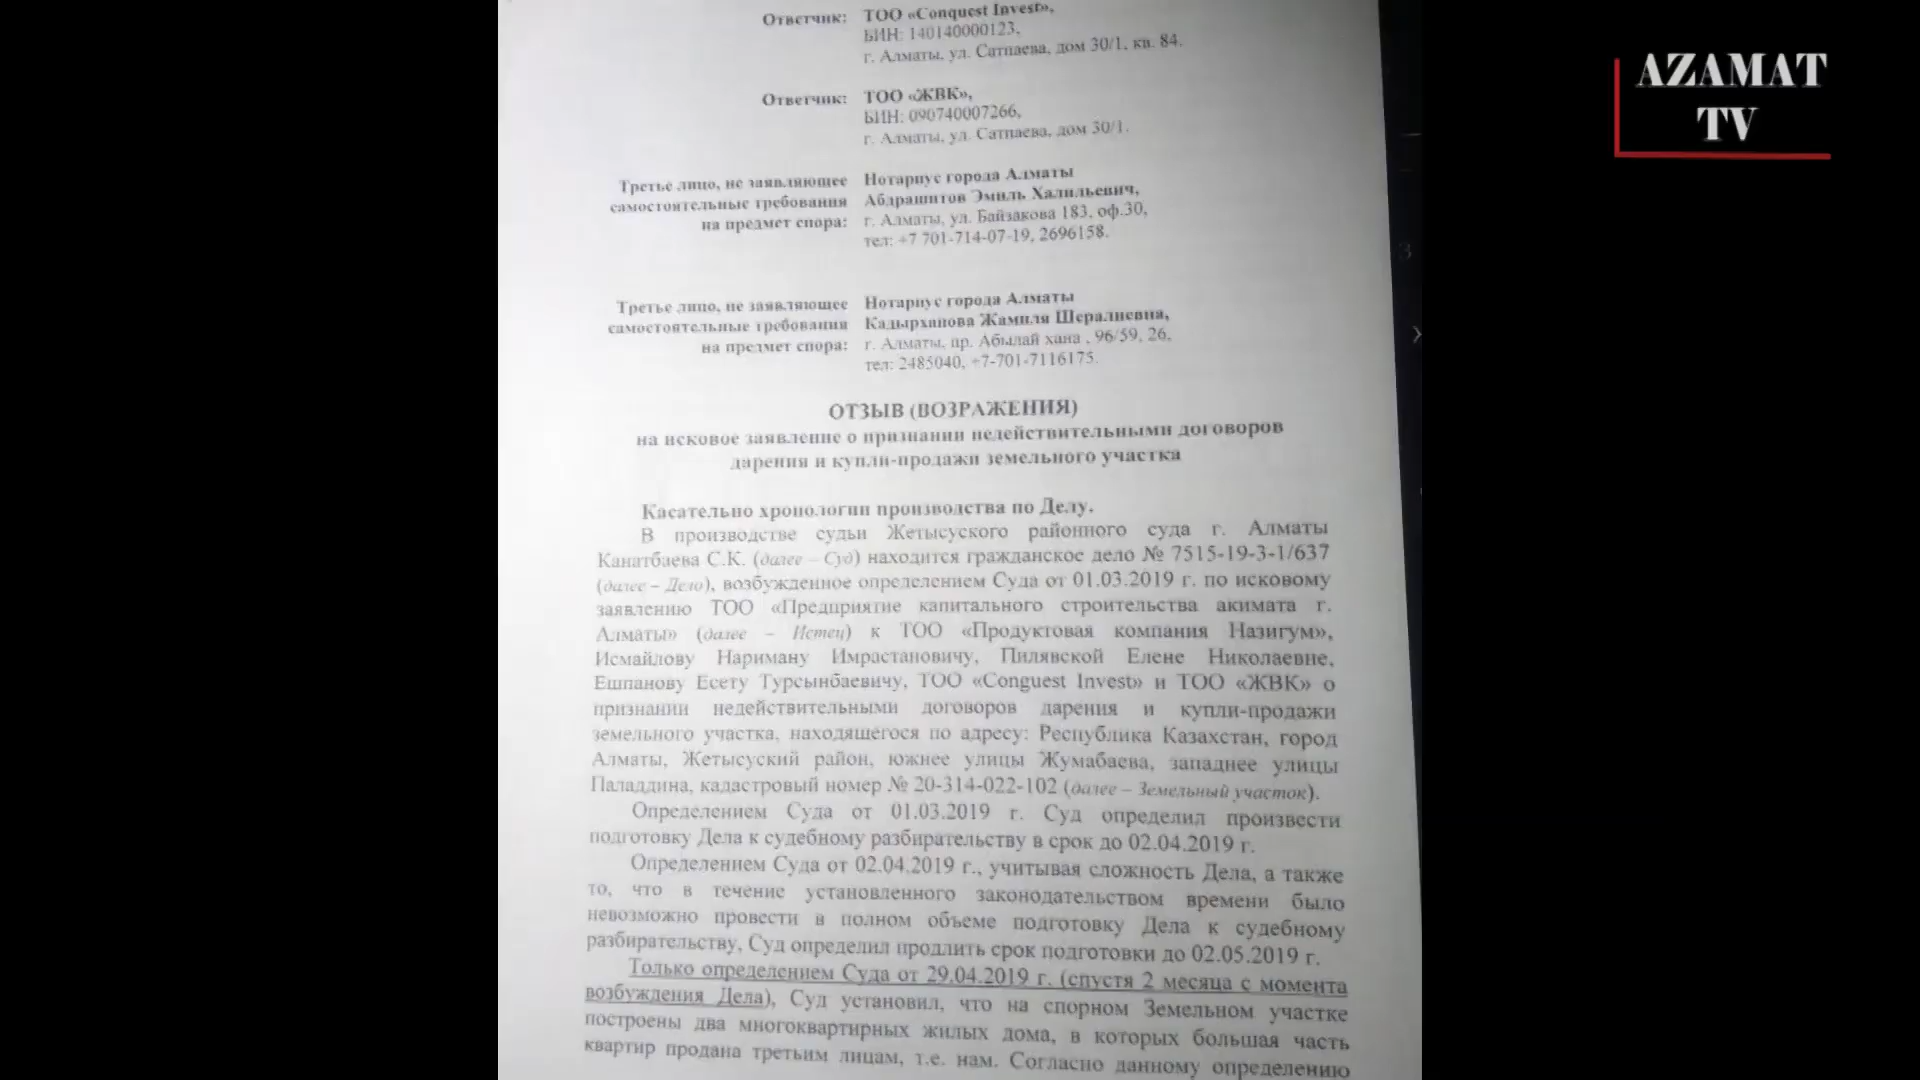 Ответчик: ТОО «Conquest Invest»,
БИН: 140140000123,
г. Алматы, ул. Сатпаева, дом 30/1, кв. 84.
Ответчик: ТОО «ЖВК»,
БИН: 090740007266,
г. Алматы, ул. Сатпаева, дом 30/1.
Третье лицо, не заявляющее Нотариус города Алматы
самостоятельные требования Абдрашитов Эмиль Халильевич,
на предмет спора: г. Алматы, ул. Байзакова 183, оф.30,
тел: +7 701-714-07-19, 2696158.
Третье лицо, не заявляющее Нотариус города Алматы
самостоятельные требования Кадырханова Жамиля Шералиевна,
на предмет спора: г. Алматы, пр. Абылай хана , 96/59, 26,
тел: 2485040, +7-701-7116175.
ОТЗЫВ (ВОЗРАЖЕНИЯ)
на исковое заявление о признании недействительными договоров
дарения и купли-продажи земельного участка
Касательно хронологии производства по Делу.
В производстве судьи Жетысуского районного суда г. Алматы
Канатбаева С.К. (далее – Суд) находится гражданское дело № 7515-19-3-1/637
(далее – Дело), возбужденное определением Суда от 01.03.2019 г. по исковому
заявлению ТОО «Предприятие капитального строительства акимата г.
Алматы» (далее – Истец) к ТОО «Продуктовая компания Назигум»,
Исмайлову Нариману Имрастановичу, Пилявской Елене Николаевне,
Ешпанову Есету Турсынбаевичу, ТОО «Conguest Invest» и ТОО «ЖВК» о
признании недействительными договоров дарения и купли-продажи
земельного участка, находящегося по адресу: Республика Казахстан, город
Алматы, Жетысуский район, южнее улицы Жумабаева, западнее улицы
Паладдина, кадастровый номер № 20-314-022-102 (далее – Земельный участок).
Определением Суда от 01.03.2019 г. Суд определил произвести
подготовку Дела к судебному разбирательству в срок до 02.04.2019 г.
Определением Суда от 02.04.2019 г., учитывая сложность Дела, а также
то, что в течение установленного законодательством времени было
невозможно провести в полном объеме подготовку Дела к судебному
разбирательству, Суд определил продлить срок подготовки до 02.05.2019 г.
Только определением Суда от 29.04.2019 г. (спустя 2 месяца с момента
возбуждения Дела), Суд установил, что на спорном Земельном участке
построены два многоквартирных жилых дома, в которых большая часть
квартир продана третьим лицам, т.е. нам. Согласно данному определению
AZAMAT
TV